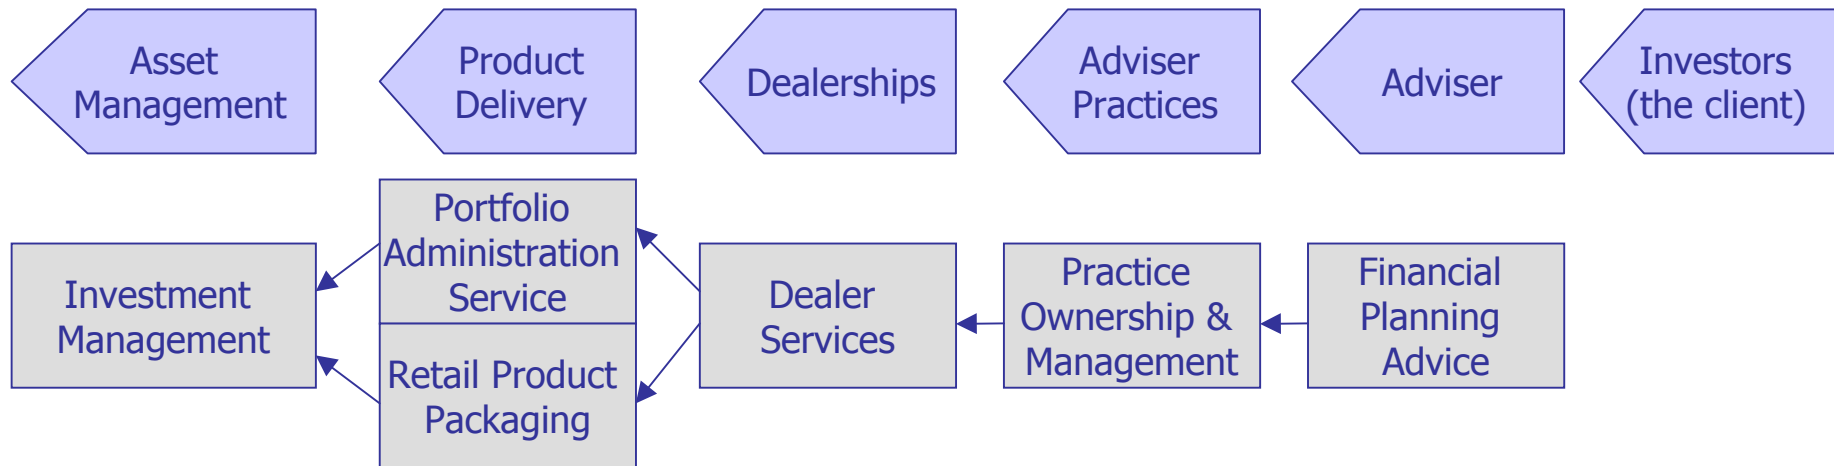 Asset
Management
Product
Delivery
Dealerships
Adviser
Practices
Adviser
Investors
(the client)
Investment
Management
Portfolio
Administration
Service
Retail Product
Packaging
Dealer
Services
Practice
Ownership &
Management
Financial
Planning
Advice